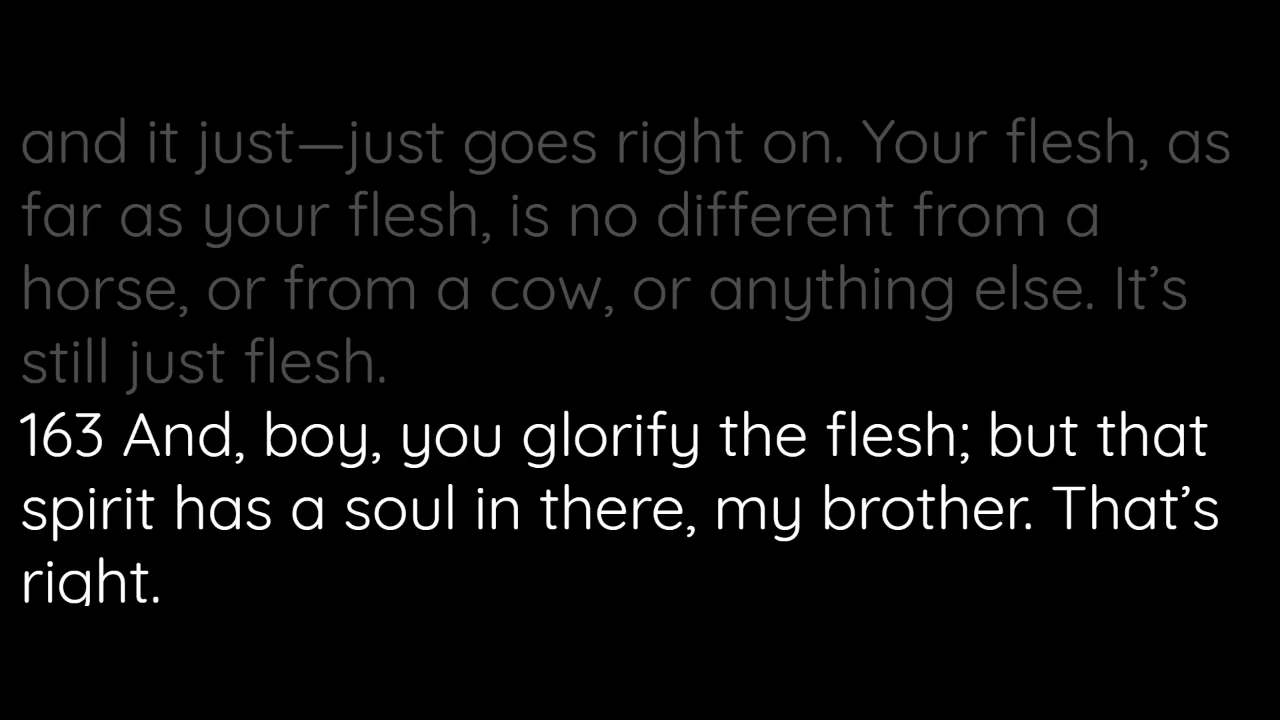 and it just—just goes right on. Your flesh, as
far as your flesh, is no different from a
horse, or from a cow, or anything else. It’s
still just flesh.
163 And, boy, you glorify the flesh; but that
spirit has a soul in there, my brother. That’s
right.